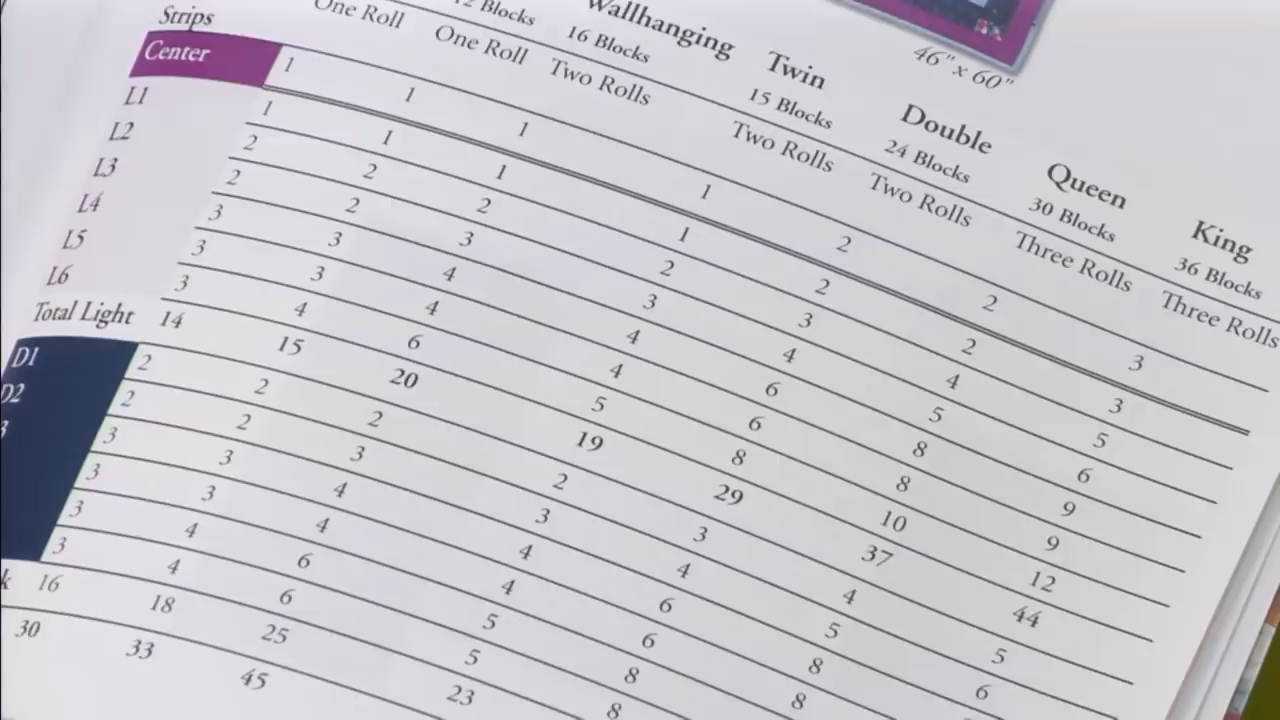 Strips One Roll One Roll Two Rolls Two Rolls Two Rolls Three Rolls Three Rolls
Blocks 16 Blocks 15 Blocks 24 Blocks 30 Blocks 36 Blocks
Wallhanging Twin Double Queen King
46" x 60"
Center 1 1 1 1 2 2 3
L1 1 1 1 1 2 2 3
L2 2 2 2 2 3 4 5
L3 2 2 3 3 4 5 6
L4 3 3 4 4 6 8 9
L5 3 3 4 4 6 8 9
L6 3 4 6 5 8 10 12
Total Light 14 15 20 19 29 37 44
D1 2 2 2 2 3 4 5
D2 2 2 3 3 4 5 6
3 3 3 4 4 6 8
3 3 4 4 6 8
3 4 6 5 8
3 4 6 5 8
k 16 18 25 23
30 33 45